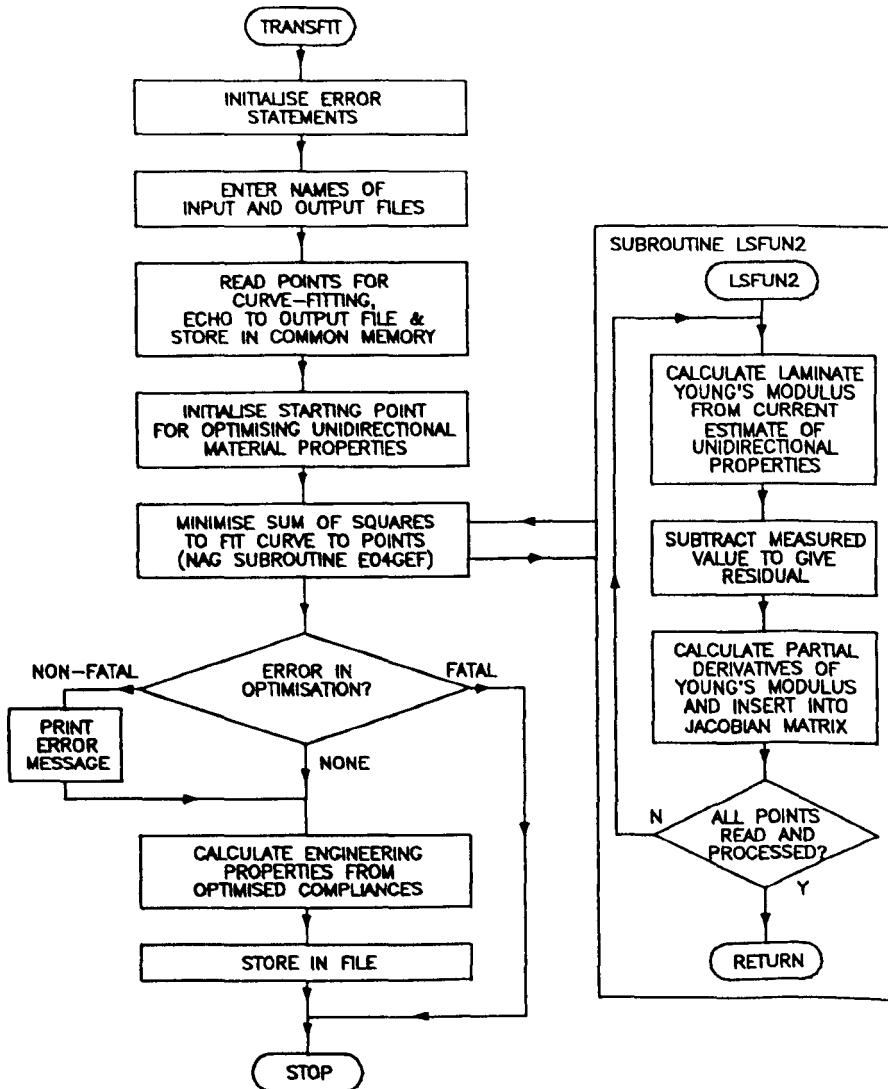 TRANSFIT
INITIALISE ERROR
STATEMENTS
ENTER NAMES OF
INPUT AND OUTPUT FILES
READ POINTS FOR
CURVE-FITTING,
ECHO TO OUTPUT FILE &
STORE IN COMMON MEMORY
INITIALISE STARTING POINT
FOR OPTIMISING UNIDIRECTIONAL
MATERIAL PROPERTIES
MINIMISE SUM OF SQUARES
TO FIT CURVE TO POINTS
(NAG SUBROUTINE E04GEF)
NON-FATAL
ERROR IN
OPTIMISATION?
FATAL
PRINT
ERROR
MESSAGE
NONE
CALCULATE ENGINEERING
PROPERTIES FROM
OPTIMISED COMPLIANCES
STORE IN FILE
STOP
SUBROUTINE LSFUN2
LSFUN2
CALCULATE LAMINATE
YOUNG'S MODULUS
FROM CURRENT
ESTIMATE OF
UNIDIRECTIONAL
PROPERTIES
SUBTRACT MEASURED
VALUE TO GIVE
RESIDUAL
CALCULATE PARTIAL
DERIVATIVES OF
YOUNG'S MODULUS
AND INSERT INTO
JACOBIAN MATRIX
N
ALL POINTS
READ AND
PROCESSED?
Y
RETURN